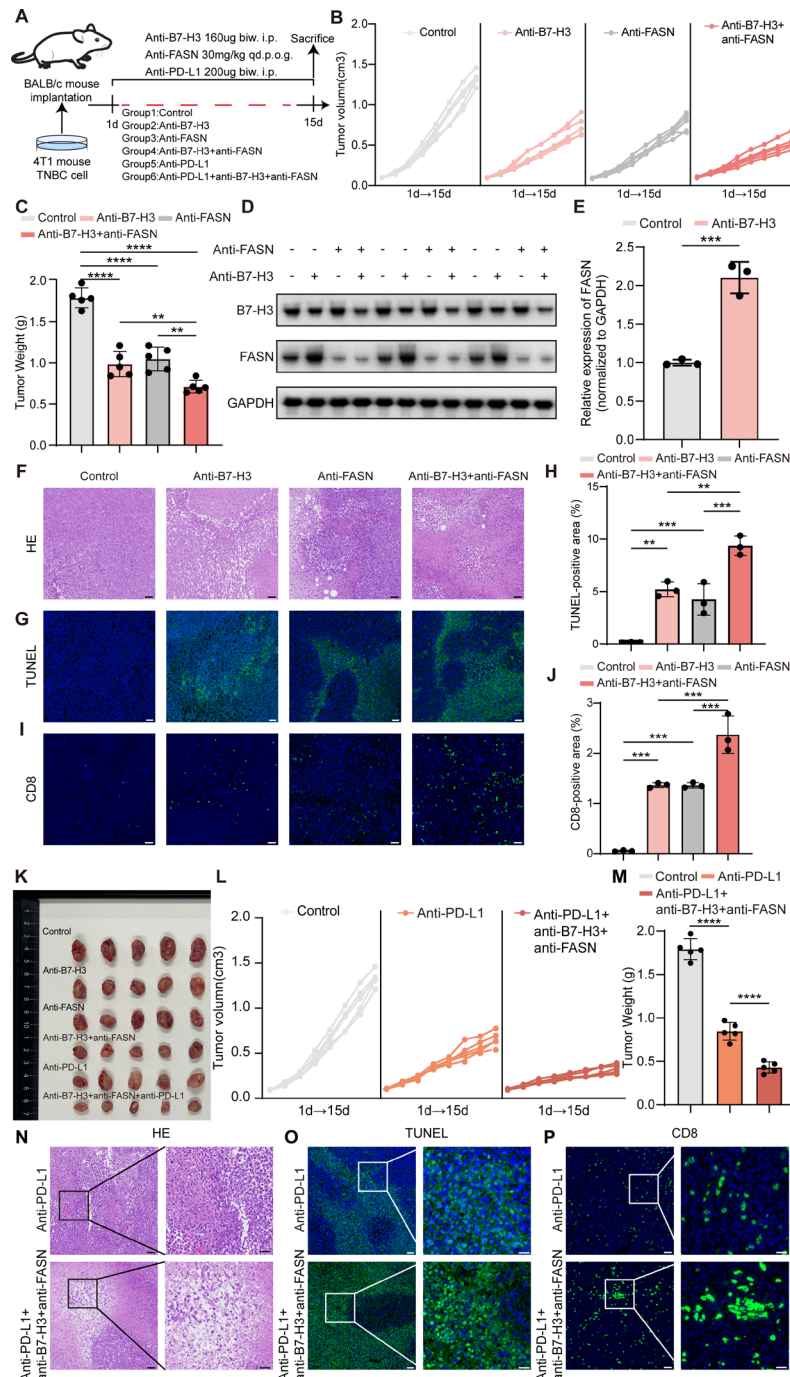 A
Anti-B7-H3 160ug biw. i.p.
Anti-FASN 30mg/kg qd.p.o.g.
Anti-PD-L1 200ug biw. i.p.
Sacrifice
BALB/c mouse
implantation
1d
15d
4T1 mouse
TNBC cell
Group1:Control
Group2:Anti-B7-H3
Group3:Anti-FASN
Group4:Anti-B7-H3+anti-FASN
Group5:Anti-PD-L1
Group6:Anti-PD-L1+anti-B7-H3+anti-FASN
B
Control
Anti-B7-H3
Anti-FASN
Anti-B7-H3+
anti-FASN
Tumor volumn(cm3)
2.0
1.5
1.0
0.5
0
1d→15d
1d→15d
1d→15d
1d→15d
C
Control
Anti-B7-H3
Anti-FASN
Anti-B7-H3+anti-FASN
Tumor Weight (g)
2.0
1.5
1.0
0.5
0.0
****
****
****
**
**
D
Anti-FASN - - + + - - + + - - + +
Anti-B7-H3 - + - + - + - + - + - +
B7-H3
FASN
GAPDH
E
Control
Anti-B7-H3
Relative expression of FASN
(normalized to GAPDH)
2.5
2.0
1.5
1.0
0.5
0.0
***
F
Control
Anti-B7-H3
Anti-FASN
Anti-B7-H3+anti-FASN
HE
G
TUNEL
I
CD8
H
Control
Anti-B7-H3
Anti-FASN
Anti-B7-H3+anti-FASN
TUNEL-positive area (%)
15
10
5
0
**
***
***
**
J
Control
Anti-B7-H3
Anti-FASN
Anti-B7-H3+anti-FASN
CD8-positive area (%)
3
2
1
0
***
***
***
***
K
Control
Anti-B7-H3
Anti-FASN
Anti-B7-H3+anti-FASN
Anti-PD-L1
Anti-B7-H3+anti-FASN+anti-PD-L1
L
Control
Anti-PD-L1
Anti-PD-L1+
anti-B7-H3+
anti-FASN
Tumor volumn(cm3)
2.0
1.5
1.0
0.5
0
1d→15d
1d→15d
1d→15d
M
Control
Anti-PD-L1
Anti-PD-L1+
anti-B7-H3+anti-FASN
Tumor Weight (g)
2.0
1.5
1.0
0.5
0.0
****
****
N
HE
Anti-PD-L1
Anti-PD-L1+
anti-B7-H3+anti-FASN
O
TUNEL
Anti-PD-L1
Anti-PD-L1+
anti-B7-H3+anti-FASN
P
CD8
Anti-PD-L1
Anti-PD-L1+
anti-B7-H3+anti-FASN